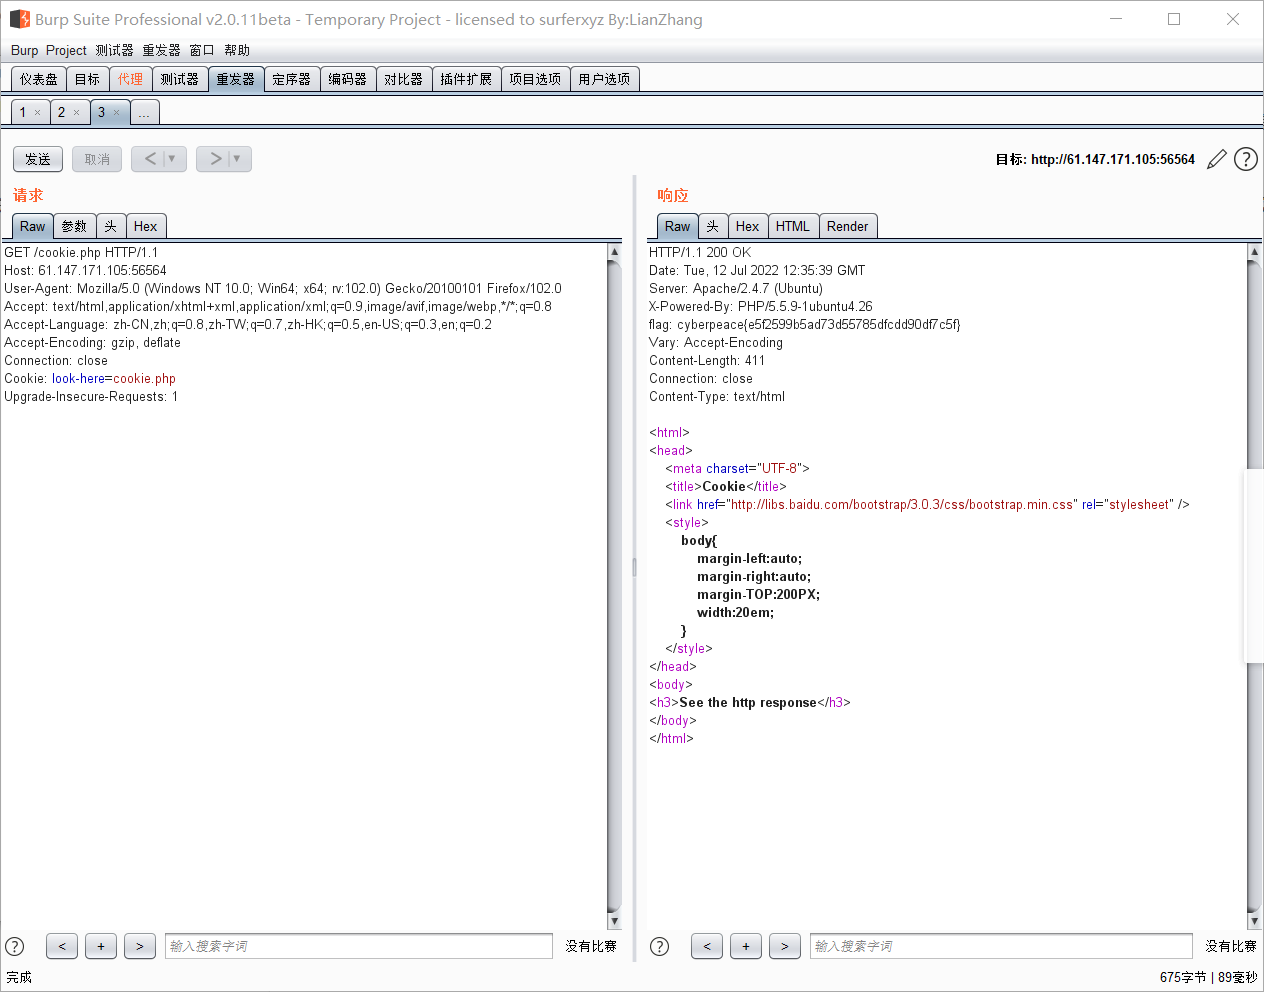 Burp Suite Professional v2.0.11beta - Temporary Project - licensed to surferxyz By:LianZhang
Burp Project 测试器 重发器 窗口 帮助
仪表盘 目标 代理 测试器 重发器 定序器 编码器 对比器 插件扩展 项目选项 用户选项
1 × 2 × 3 × ...
发送 取消 < ▼ > ▼ 目标: http://61.147.171.105:56564
请求
Raw 参数 头 Hex
GET /cookie.php HTTP/1.1
Host: 61.147.171.105:56564
User-Agent: Mozilla/5.0 (Windows NT 10.0; Win64; x64; rv:102.0) Gecko/20100101 Firefox/102.0
Accept: text/html,application/xhtml+xml,application/xml;q=0.9,image/avif,image/webp,*/*;q=0.8
Accept-Language: zh-CN,zh;q=0.8,zh-TW;q=0.7,zh-HK;q=0.5,en-US;q=0.3,en;q=0.2
Accept-Encoding: gzip, deflate
Connection: close
Cookie: look-here=cookie.php
Upgrade-Insecure-Requests: 1
? < + > 输入搜索字词 没有比赛
响应
Raw 头 Hex HTML Render
HTTP/1.1 200 OK
Date: Tue, 12 Jul 2022 12:35:39 GMT
Server: Apache/2.4.7 (Ubuntu)
X-Powered-By: PHP/5.5.9-1ubuntu4.26
flag: cyberpeace{e5f2599b5ad73d55785dfcdd90df7c5f}
Vary: Accept-Encoding
Content-Length: 411
Connection: close
Content-Type: text/html
<html>
<head>
<meta charset="UTF-8">
<title>Cookie</title>
<link href="http://libs.baidu.com/bootstrap/3.0.3/css/bootstrap.min.css" rel="stylesheet" />
<style>
body{
margin-left:auto;
margin-right:auto;
margin-TOP:200PX;
width:20em;
}
</style>
</head>
<body>
<h3>See the http response</h3>
</body>
</html>
? < + > 输入搜索字词 没有比赛
完成 675字节 | 89毫秒